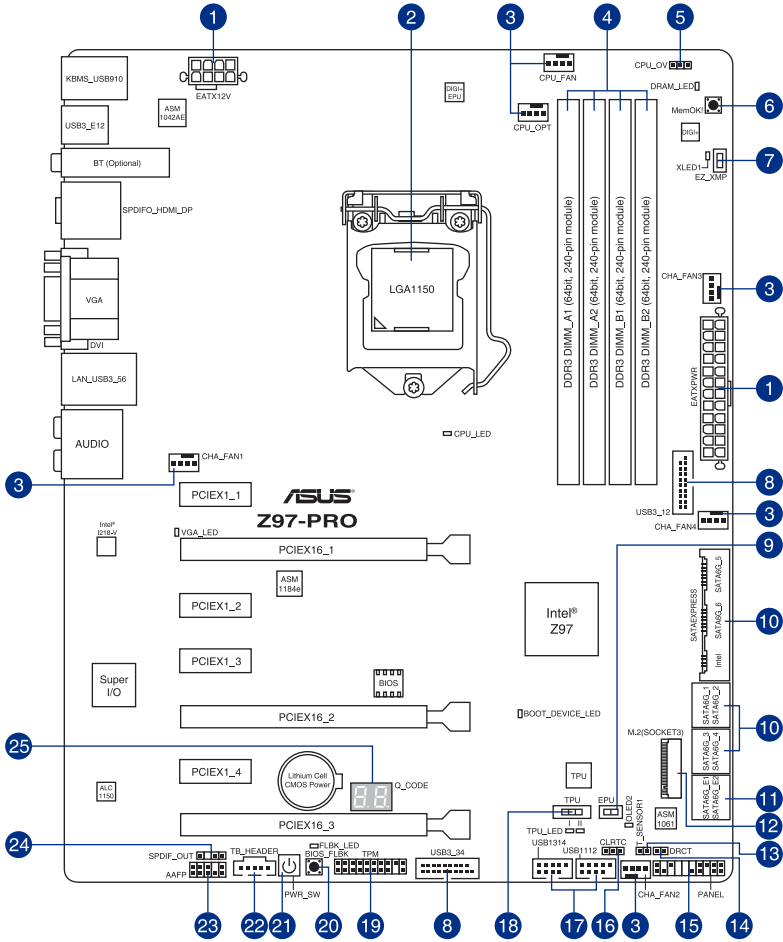 1
2
3
4
5
KBMS_USB910
EATX12V
CPU_FAN
CPU_OV
DRAM_LED
DIGI+
EPU
3
CPU_OPT
MemOK!
6
ASM
1042AE
USB3_E12
DIGI+
BT (Optional)
XLED1
EZ_XMP
7
SPDIFO_HDMI_DP
LGA1150
DDR3 DIMM_A1 (64bit, 240-pin module)
DDR3 DIMM_A2 (64bit, 240-pin module)
DDR3 DIMM_B1 (64bit, 240-pin module)
DDR3 DIMM_B2 (64bit, 240-pin module)
CHA_FAN3
3
VGA
DVI
EATXPWR
1
LAN_USB3_56
AUDIO
CPU_LED
CHA_FAN1
3
USB3_12
8
CHA_FAN4
3
PCIEX1_1
ASUS
Z97-PRO
Intel®
I218-V
VGA_LED
PCIEX16_1
9
ASM
1184e
SATAEXPRESS
SATA6G_5
SATA6G_6
Intel
10
PCIEX1_2
Intel®
Z97
PCIEX1_3
Super
I/O
BIOS
SATA6G_1
SATA6G_2
PCIEX16_2
BOOT_DEVICE_LED
10
M.2(SOCKET3)
SATA6G_3
SATA6G_4
25
PCIEX1_4
Lithium Cell
CMOS Power
Q_CODE
88
TPU
ALC
1150
SATA6G_E1
SATA6G_E2
11
18
TPU
I II
EPU
OLED2
ASM
1061
12
PCIEX16_3
TPU_LED
T_SENSOR1
24
FLBK_LED
SPDIF_OUT
TB_HEADER
BIOS_FLBK
TPM
USB3_34
USB1314
USB1112
CLRTC
DRCT
13
AAFP
PWR_SW
CHA_FAN2
PANEL
23
22
21
20
19
8
18
17
16
3
15
14